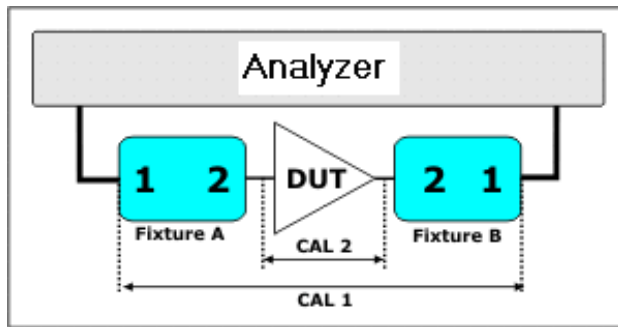 Analyzer
1 2 DUT 2 1
Fixture A Fixture B
CAL 2
CAL 1